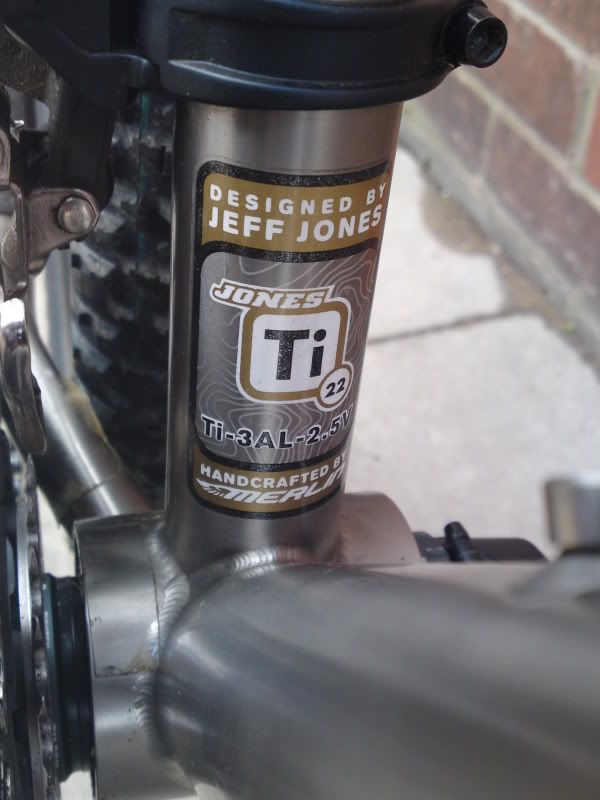 DESIGNED BY
JEFF JONES
JONES
Ti
22
Ti-3AL-2.5V
HANDCRAFTED BY
MERLIN